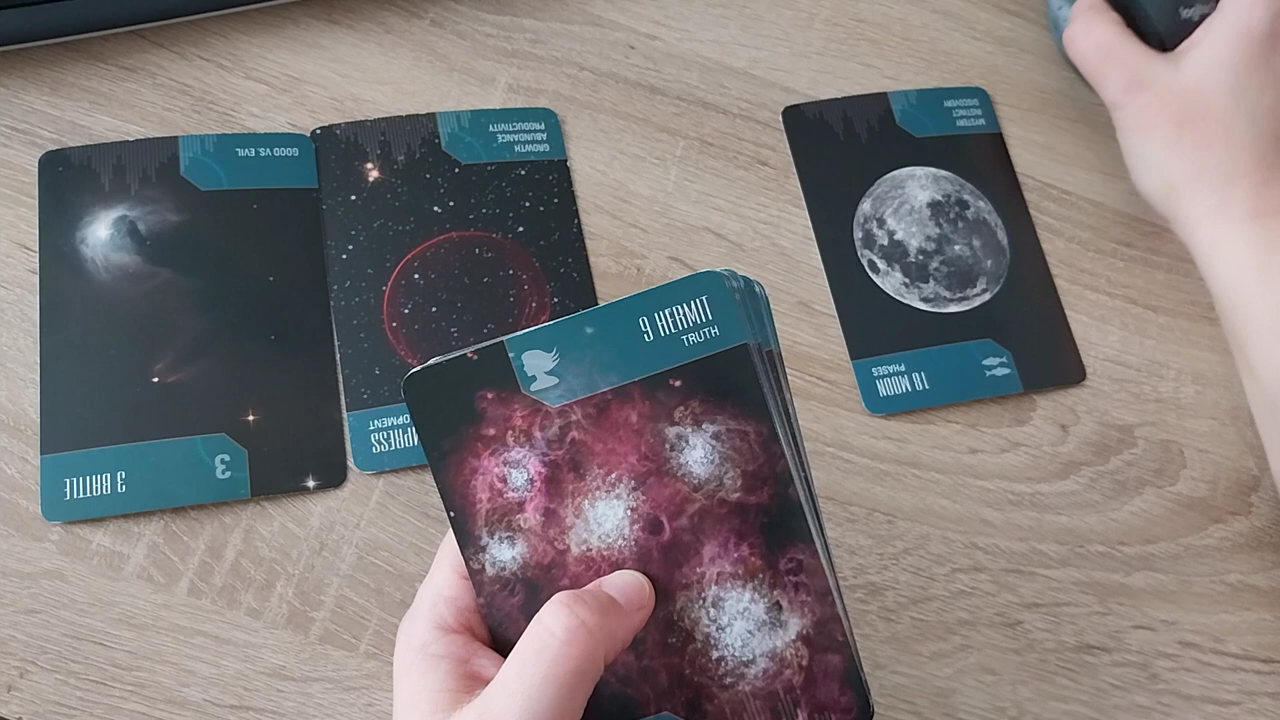 GOOD VS. EVIL
3 BATTLE
3
GROWTH
ABUNDANCE
PRODUCTIVITY
9 HERMIT
TRUTH
MYSTERY
INSTINCT
DISCOVERY
18 MOON
PHASES